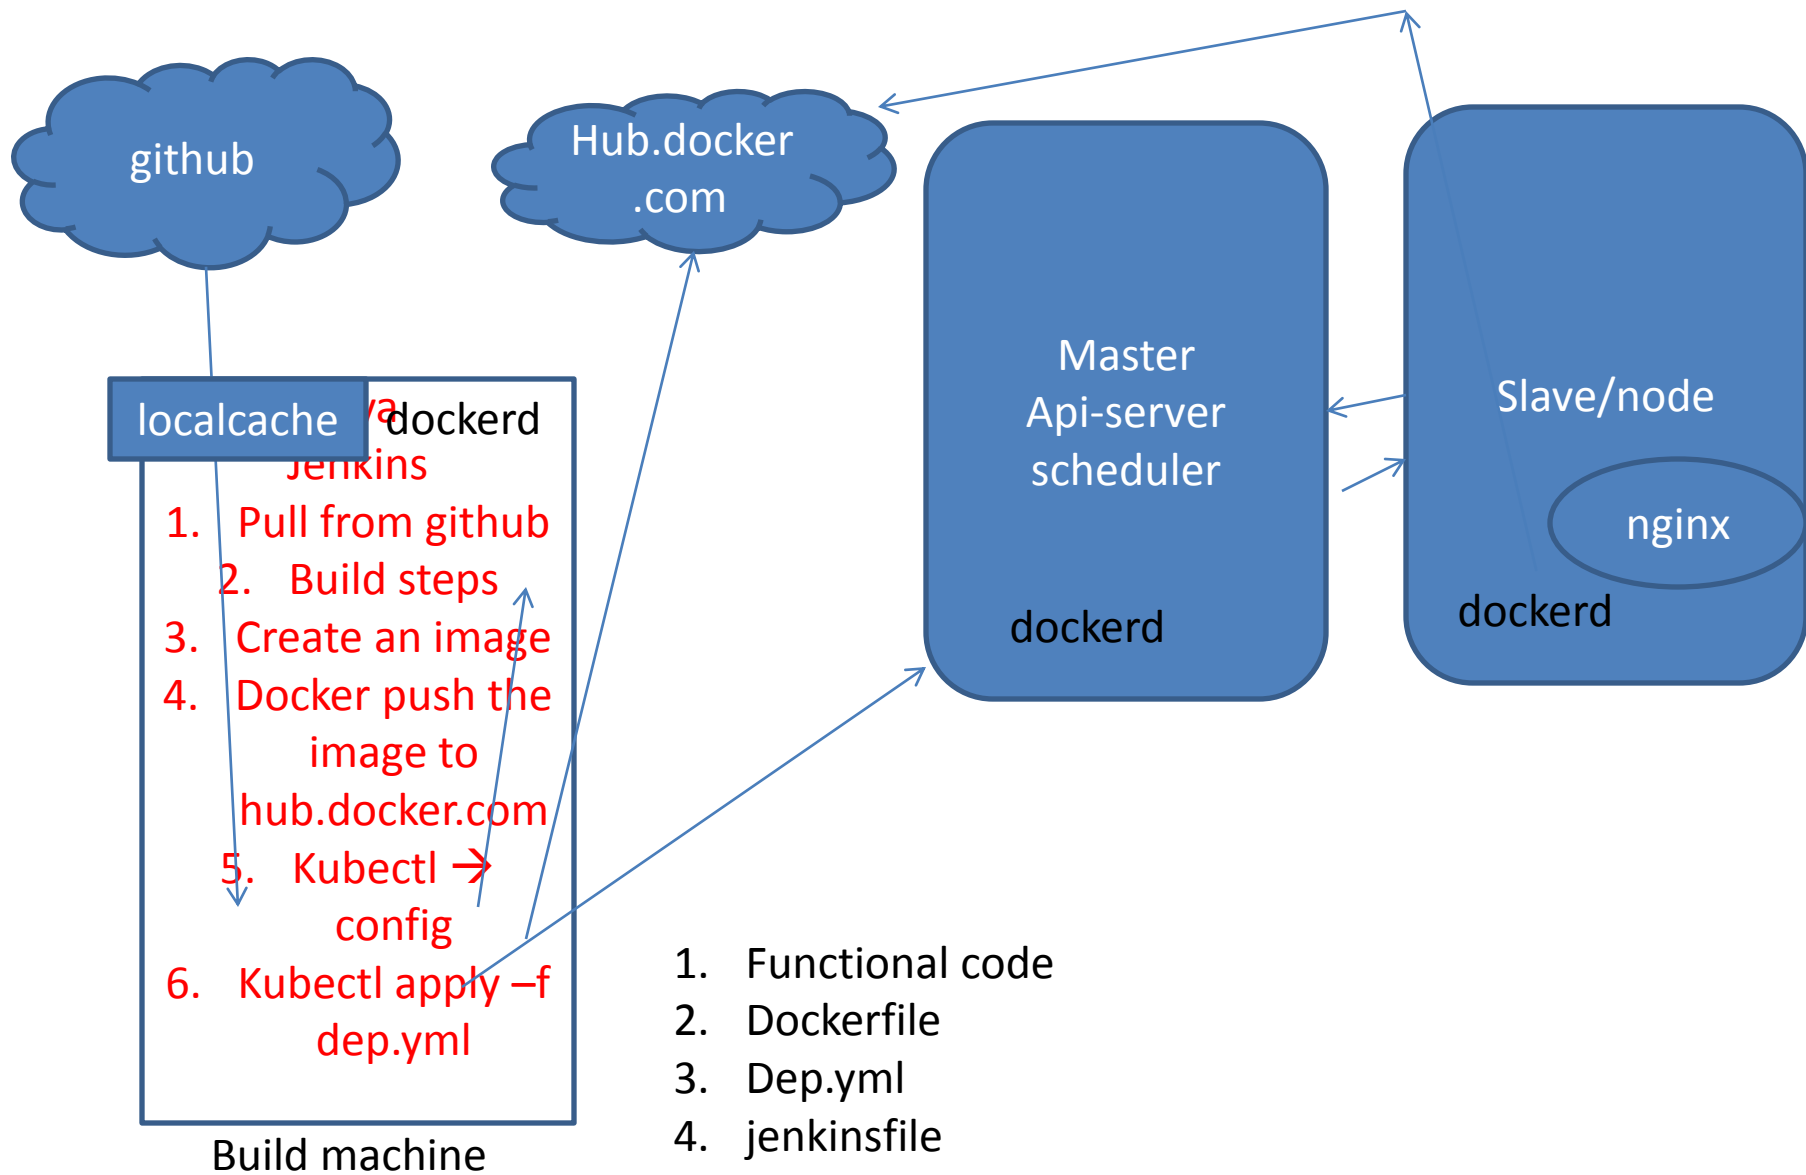 github
Hub.docker
.com
Master
Api-server
scheduler
dockerd
Slave/node
nginx
dockerd
localcache
dockerd
Jenkins
1. Pull from github
2. Build steps
3. Create an image
4. Docker push the
image to
hub.docker.com
5. Kubectl →
config
6. Kubectl apply –f
dep.yml
Build machine
1. Functional code
2. Dockerfile
3. Dep.yml
4. jenkinsfile